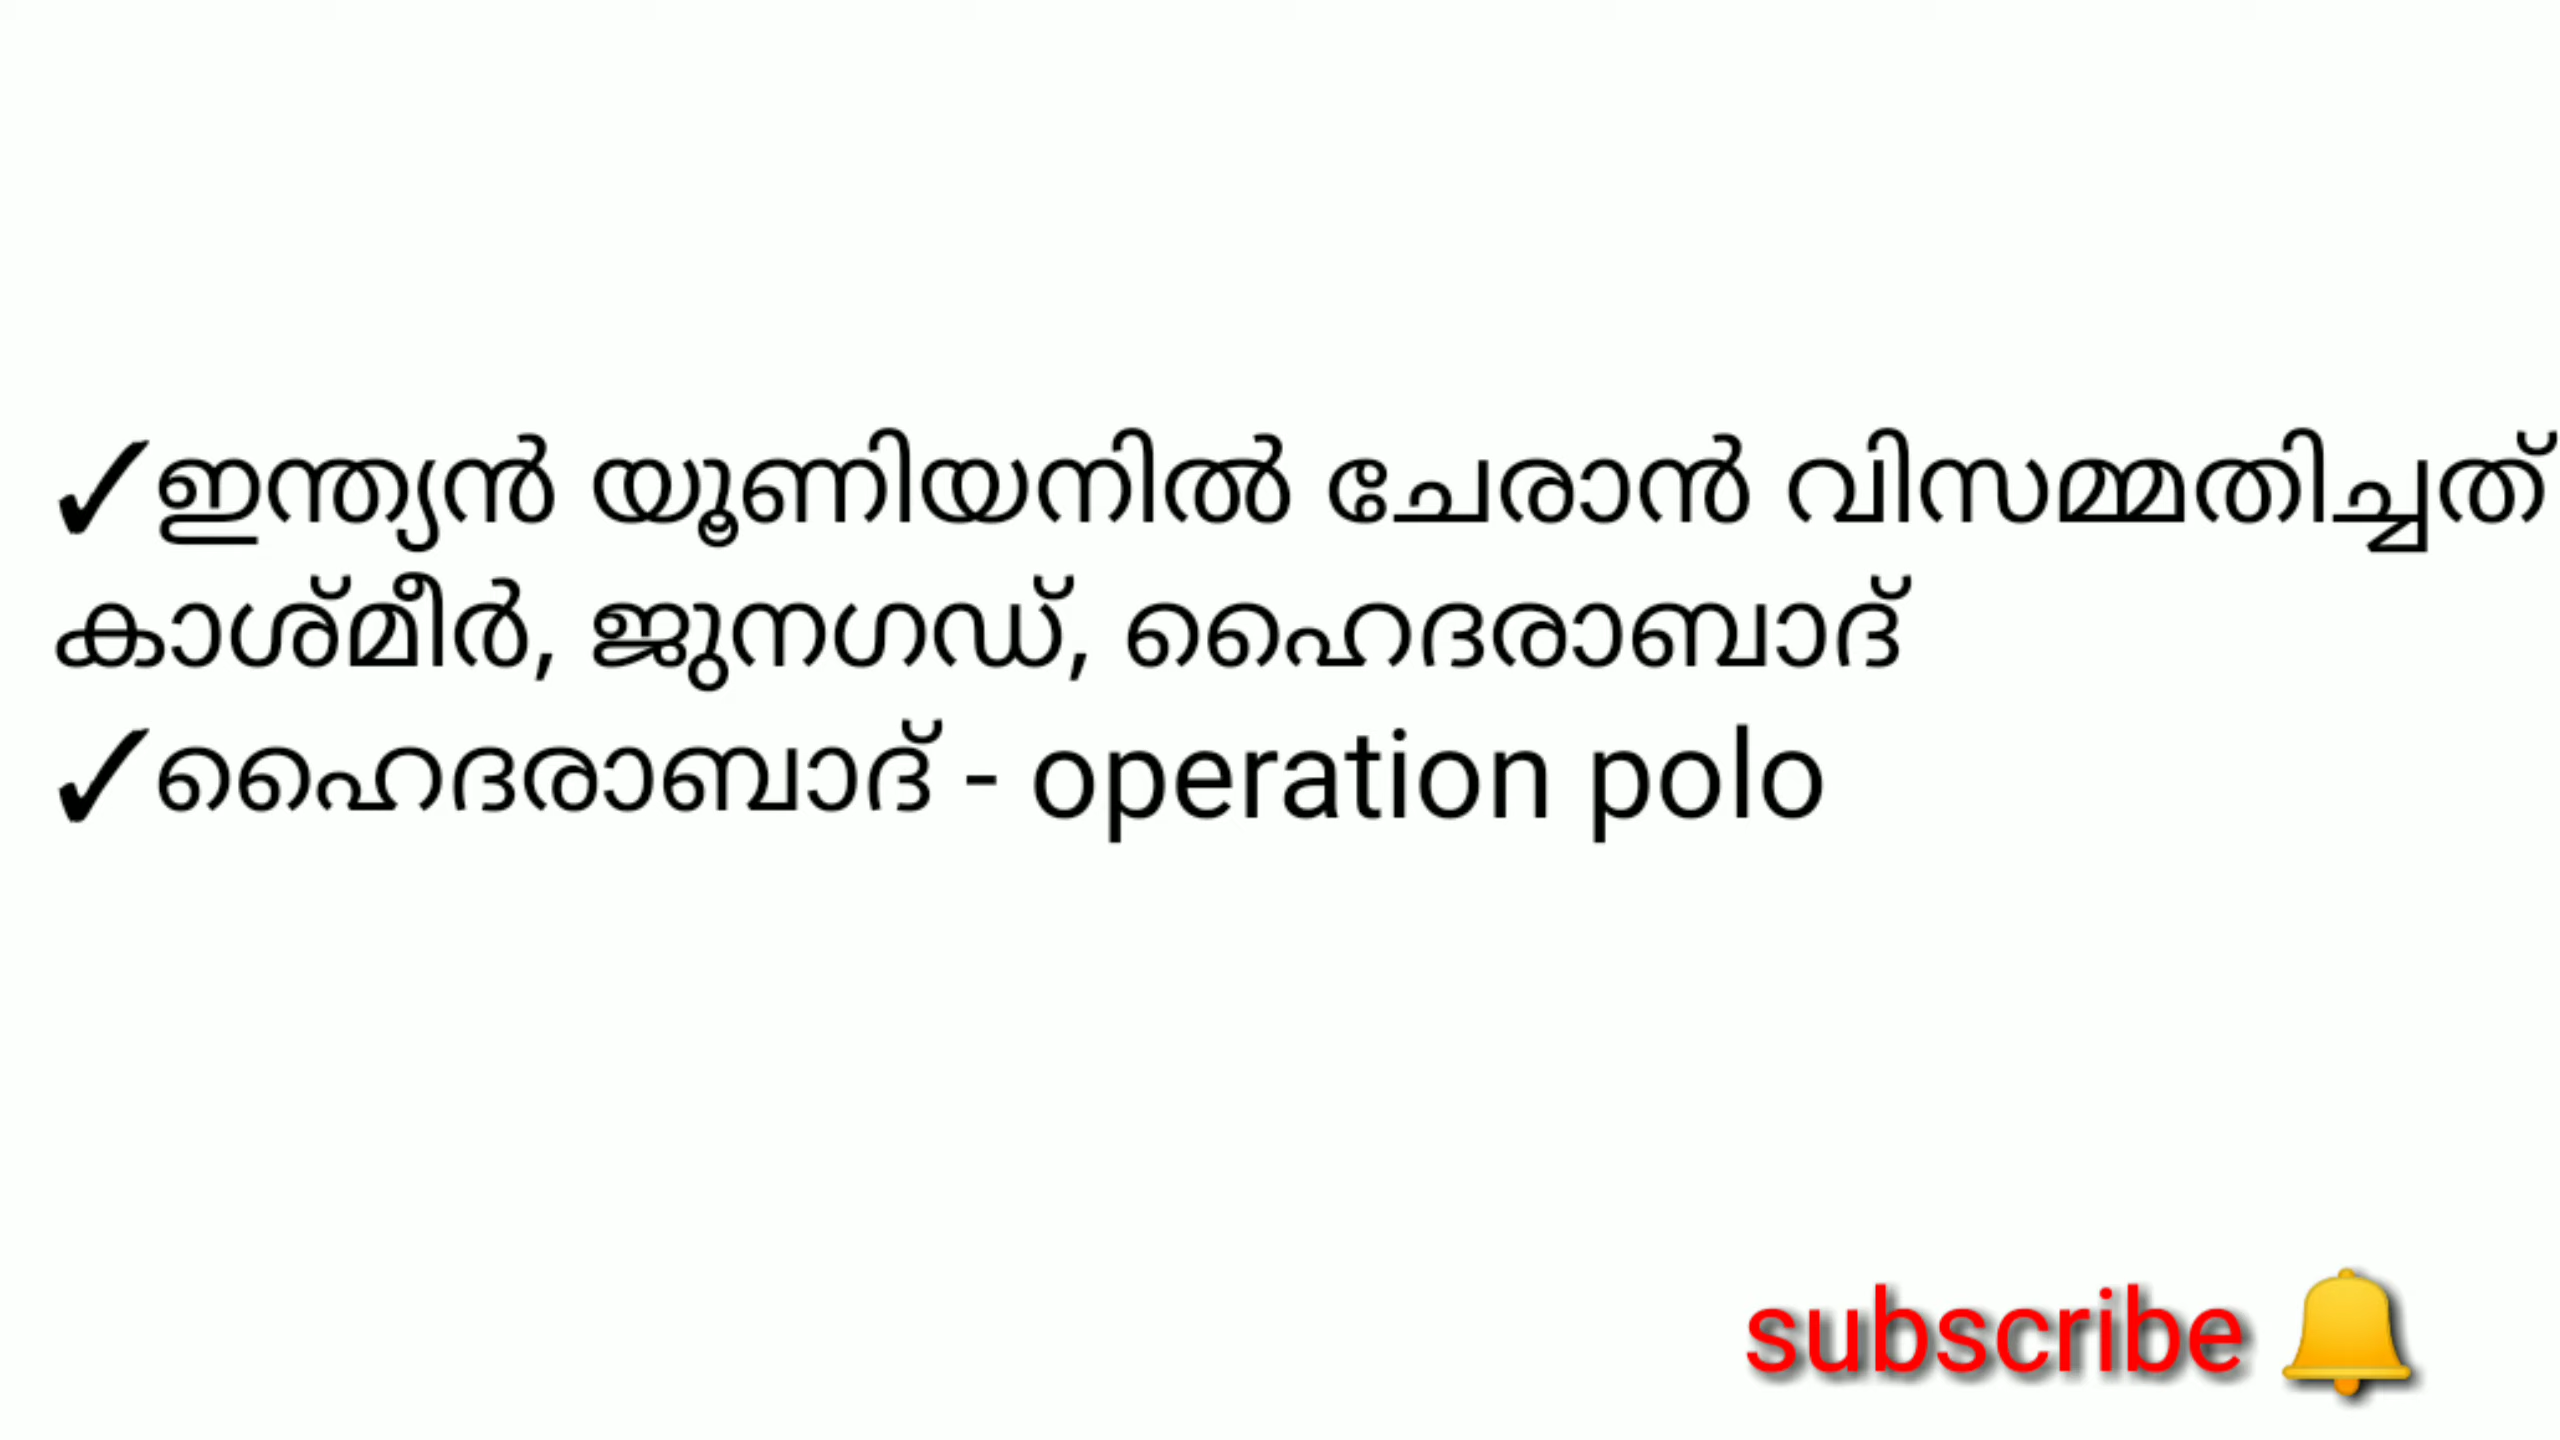 ✓ഇന്ത്യൻ യൂണിയനിൽ ചേരാൻ വിസമ്മതിച്ചത്
കാശ്മീർ, ജുനഗഡ്, ഹൈദരാബാദ്
✓ഹൈദരാബാദ് - operation polo
subscribe 🔔